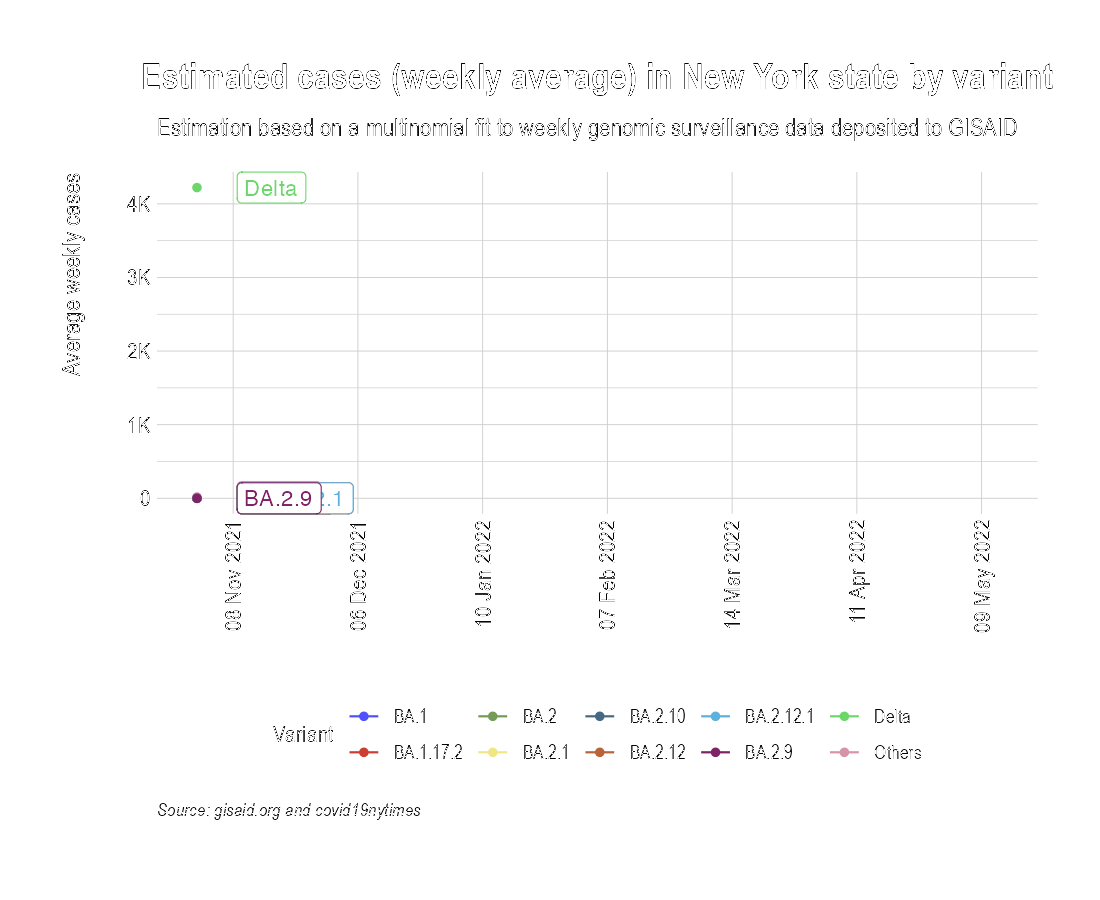 Estimated cases (weekly average) in New York state by variant
Estimation based on a multinomial fit to weekly genomic surveillance data deposited to GISAID
Average weekly cases
4K
3K
2K
1K
0
Delta
BA.2.9
2.1
08 Nov 2021
06 Dec 2021
10 Jan 2022
07 Feb 2022
14 Mar 2022
11 Apr 2022
09 May 2022
Variant
BA.1
BA.2
BA.2.10
BA.2.12.1
Delta
BA.1.17.2
BA.2.1
BA.2.12
BA.2.9
Others
Source: gisaid.org and covid19nytimes